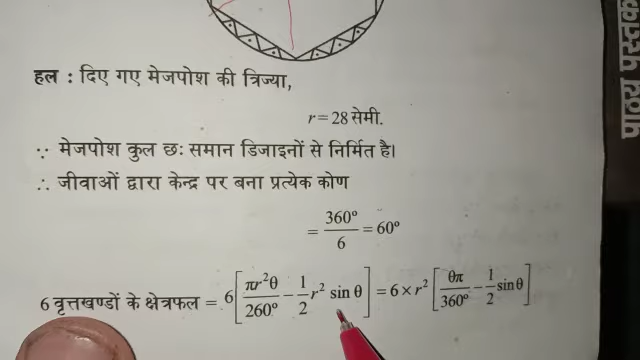 हल : दिए गए मेजपोश की त्रिज्या,
r = 28 सेमी.
∵ मेजपोश कुल छः समान डिजाइनों से निर्मित है।
∴ जीवाओं द्वारा केन्द्र पर बना प्रत्येक कोण
= 360°/6 = 60°
6 वृत्तखण्डों के क्षेत्रफल = 6[πr²θ/260° − 1/2 r² sin θ] = 6 × r² [θπ/360° − 1/2 sin θ]
पाठ्य पुस्तक